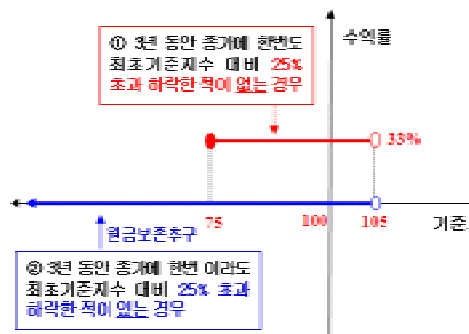 ① 3년 동안 종가에 한번도
최초기준지수 대비 25%
초과 하락한 적이 없는 경우
수익률
33%
75
100
105
기준
원금보존추구
② 3년 동안 종가에 한번 이라도
최초기준지수 대비 25% 초과
하락한 적이 있는 경우